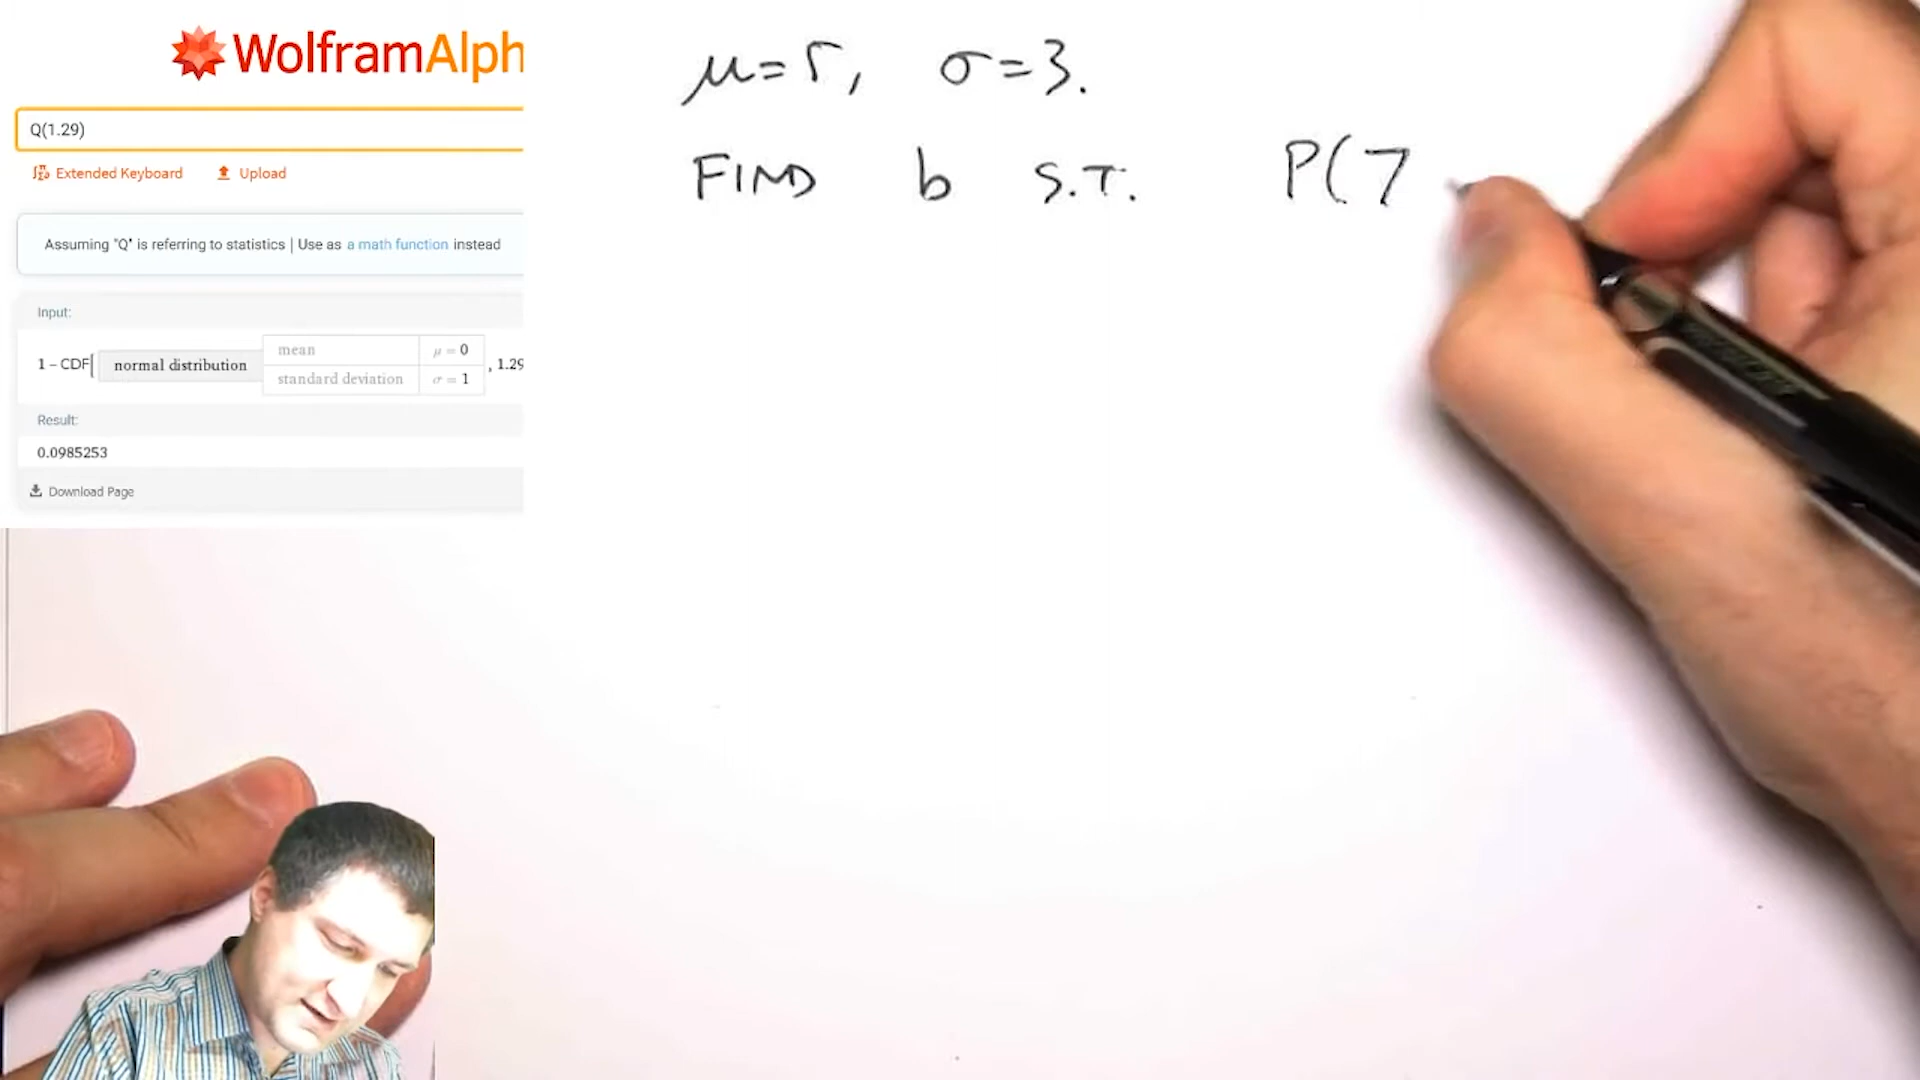 WolframAlph
Q(1.29)
Extended Keyboard Upload
Assuming "Q" is referring to statistics | Use as a math function instead
Input:
1 – CDF[ normal distribution mean μ = 0 standard deviation σ = 1 , 1.29
Result:
0.0985253
Download Page
μ=5, σ=3.
FIND b S.T. P(7